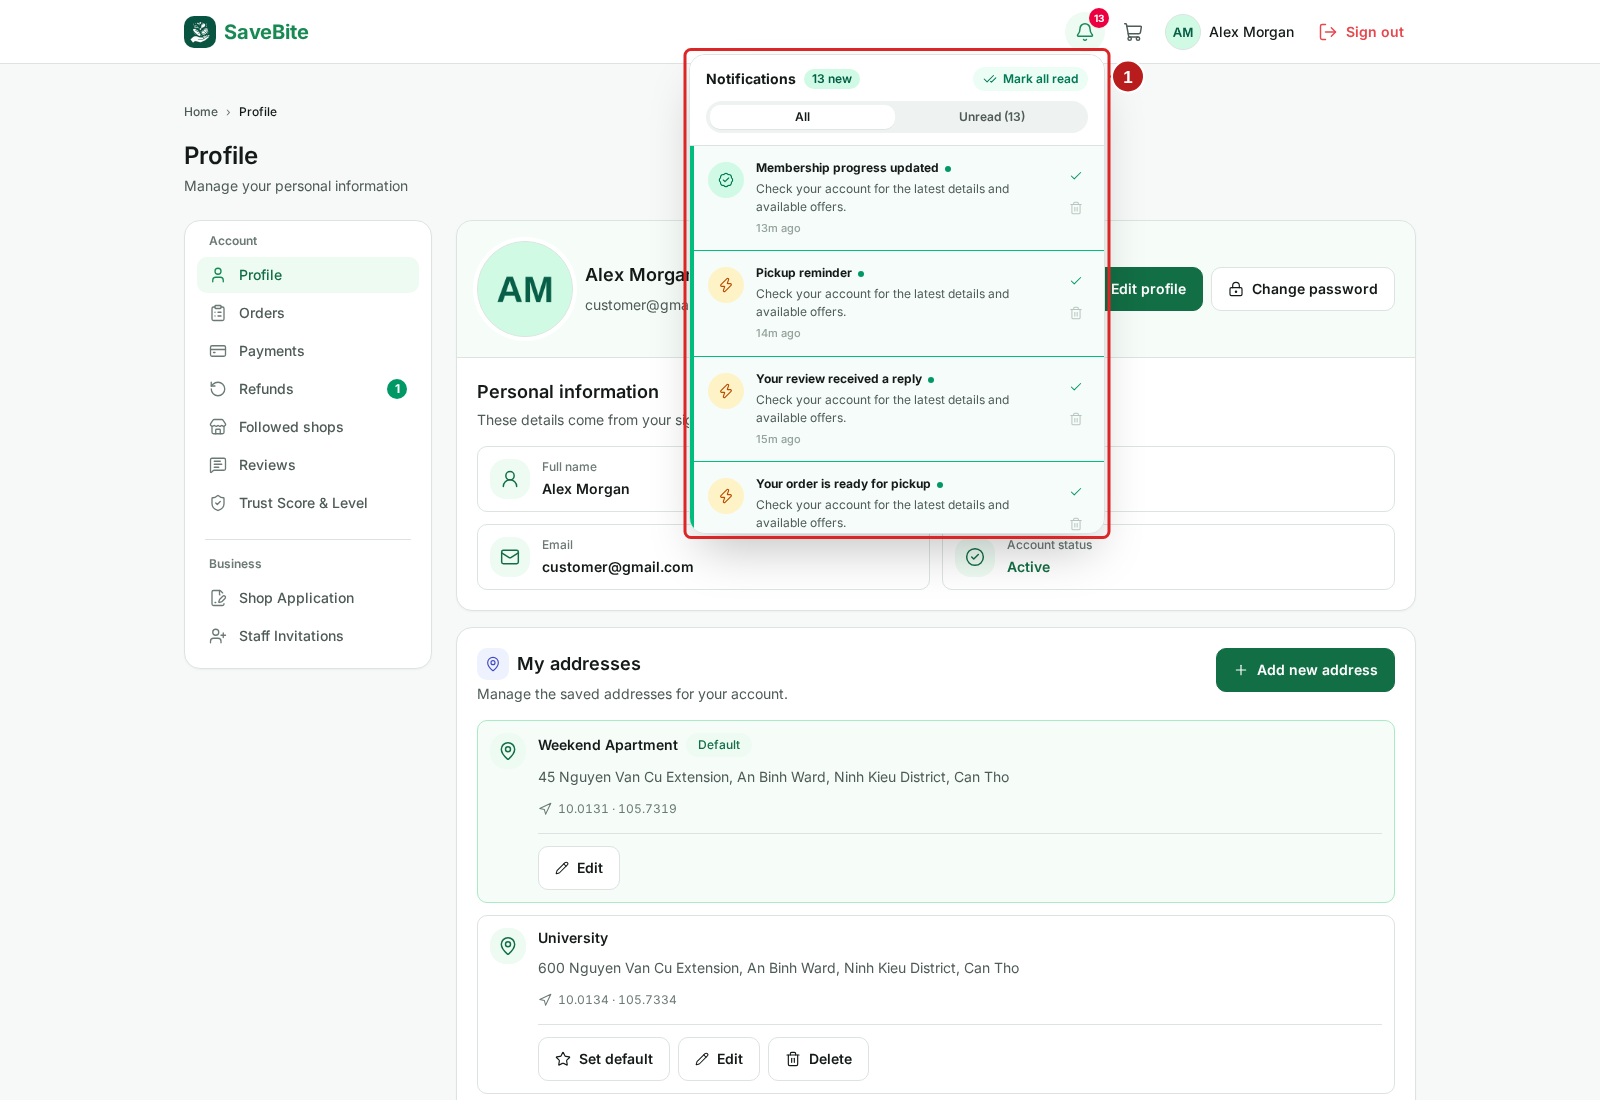 SaveBite
13
AM
Alex Morgan
Sign out
Notifications
13 new
Mark all read
1
All
Unread (13)
Membership progress updated
Check your account for the latest details and
available offers.
13m ago
Pickup reminder
Check your account for the latest details and
available offers.
14m ago
Your review received a reply
Check your account for the latest details and
available offers.
15m ago
Your order is ready for pickup
Check your account for the latest details and
available offers.
Home › Profile
Profile
Manage your personal information
Account
Profile
Orders
Payments
Refunds
1
Followed shops
Reviews
Trust Score & Level
Business
Shop Application
Staff Invitations
AM
Alex Morgan
customer@gma
Edit profile
Change password
Personal information
These details come from your
Full name
Alex Morgan
Email
customer@gmail.com
Account status
Active
My addresses
Manage the saved addresses for your account.
Add new address
Weekend Apartment
Default
45 Nguyen Van Cu Extension, An Binh Ward, Ninh Kieu District, Can Tho
10.0131 · 105.7319
Edit
University
600 Nguyen Van Cu Extension, An Binh Ward, Ninh Kieu District, Can Tho
10.0134 · 105.7334
Set default
Edit
Delete